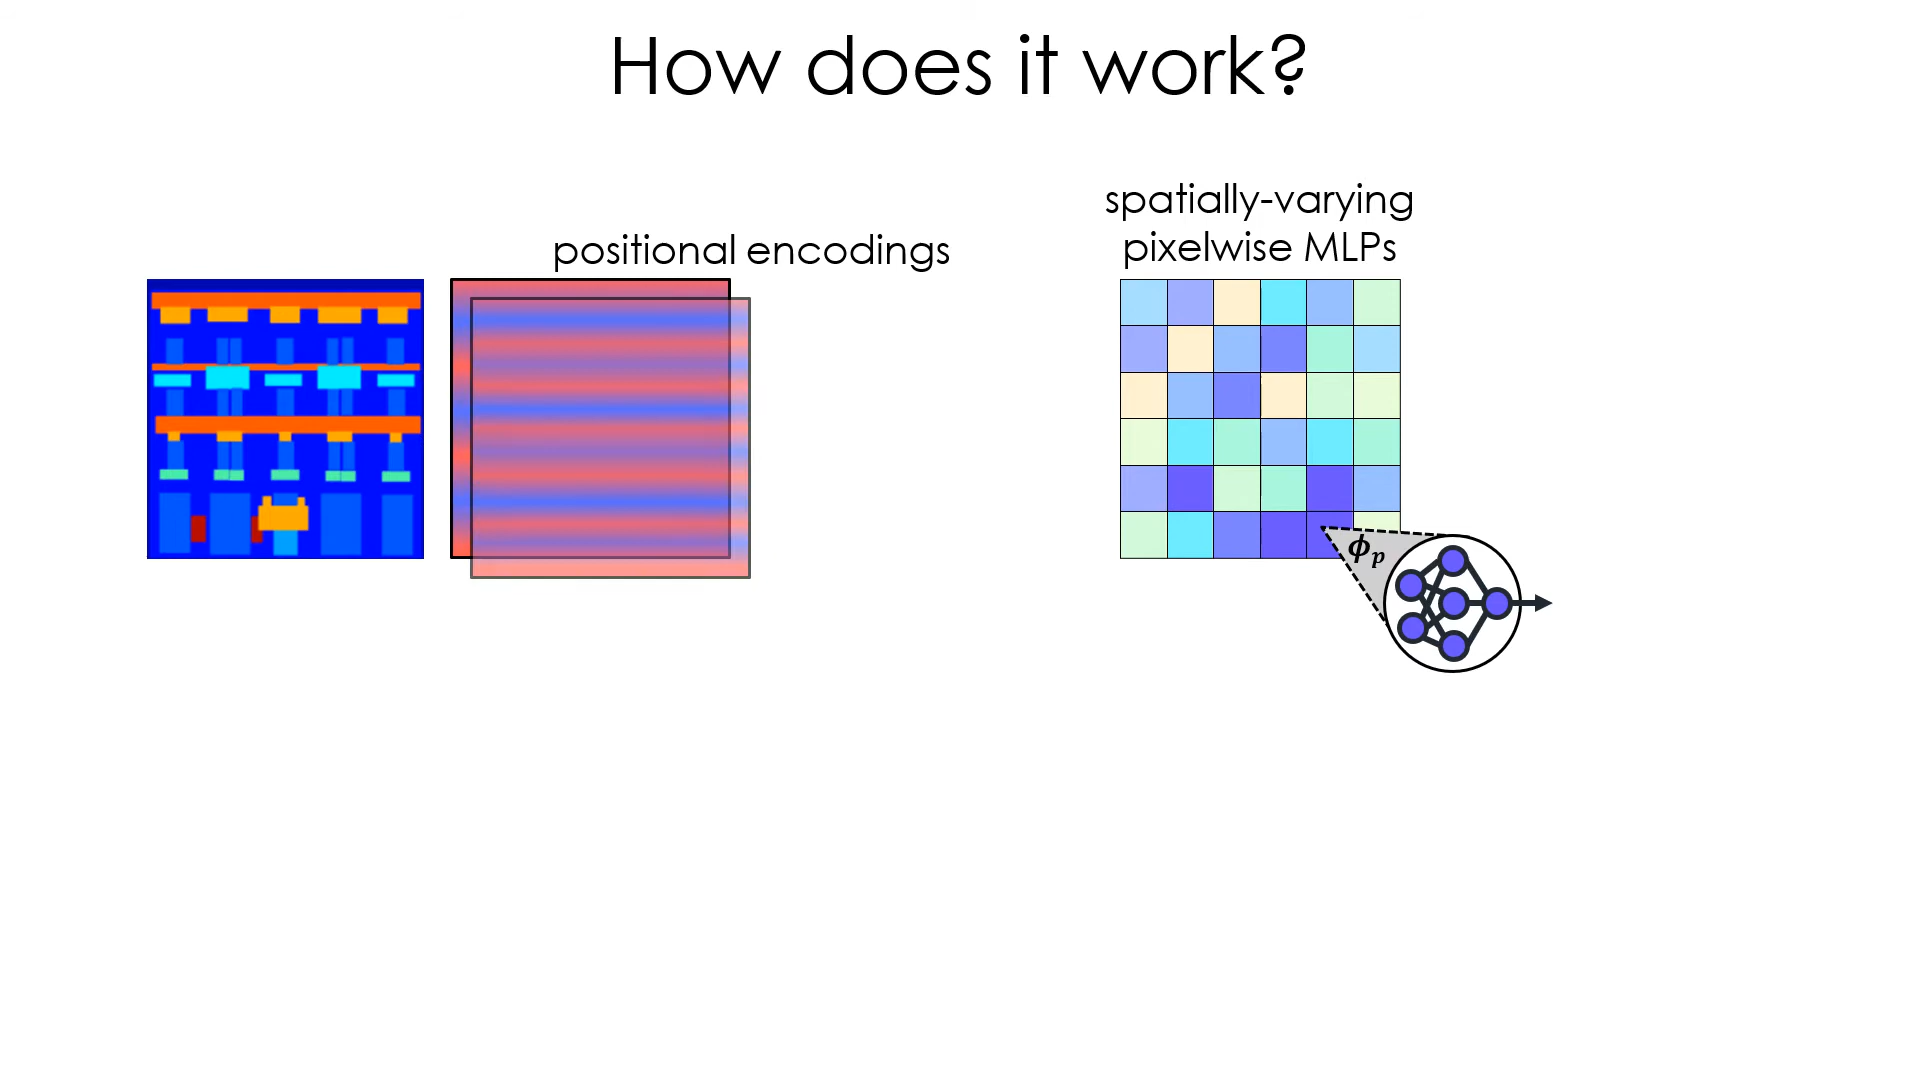 How does it work?
positional encodings
spatially-varying
pixelwise MLPs
ϕₚ